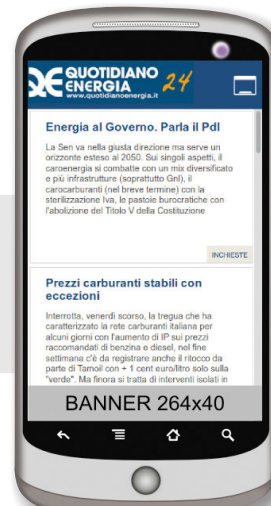 QUOTIDIANO
ENERGIA 24
www.quotidianoenergia.it
Energia al Governo. Parla il Pdl
La Sen va nella giusta direzione ma serve un
orizzonte esteso al 2050. Sui singoli aspetti, il
caroenergia si combatte con un mix diversificato
e più infrastrutture (soprattutto Gnl), il
carocarburanti (nel breve termine) con la
sterilizzazione Iva, le pastoie burocratiche con
l'abolizione del Titolo V della Costituzione
INCHIESTE
Prezzi carburanti stabili con
eccezioni
Interrotta, venerdì scorso, la tregua che ha
caratterizzato la rete carburanti italiana per
alcuni giorni con l'aumento di IP sui prezzi
raccomandati di benzina e diesel, nel fine
settimana c'è da registrare anche il ritocco da
parte di Tamoil con + 1 cent euro/litro solo sulla
"verde". Ma finora si tratta di interventi isolati in
BANNER 264x40